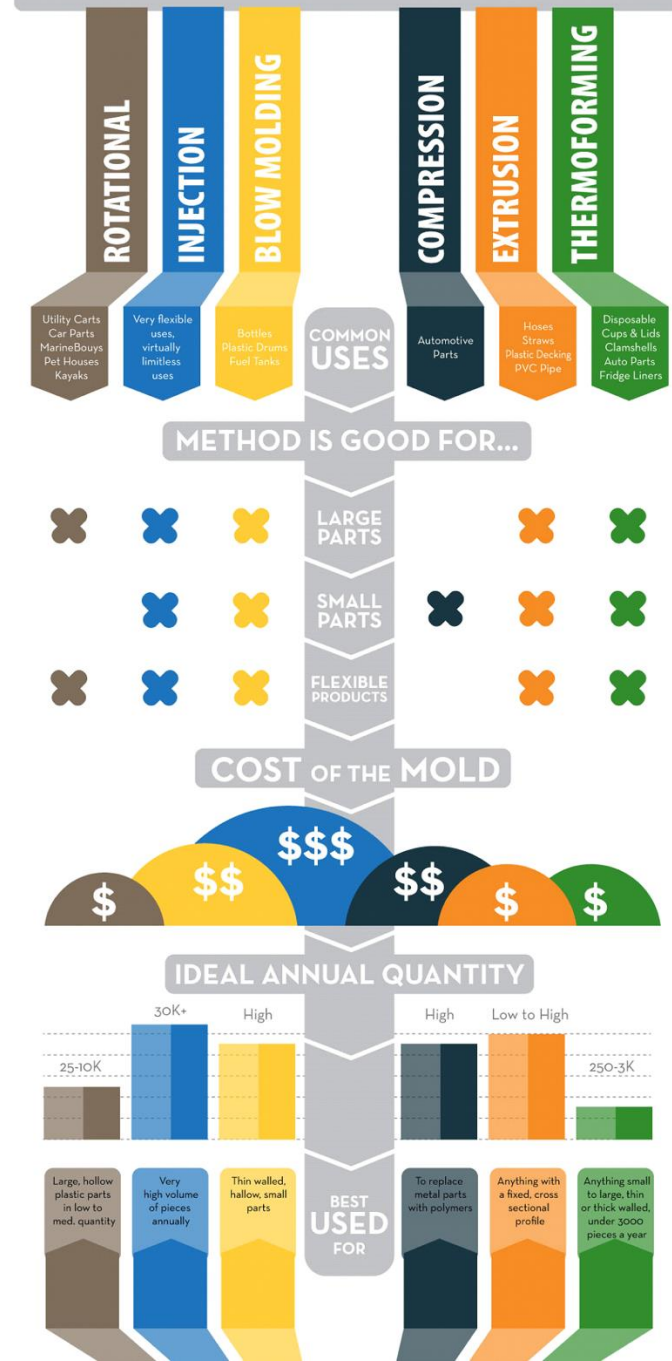 ROTATIONAL
INJECTION
BLOW MOLDING
COMPRESSION
EXTRUSION
THERMOFORMING
Utility Carts
Car Parts
MarineBouys
Pet Houses
Kayaks
Very flexible
uses,
virtually
limitless
uses
Bottles
Plastic Drums
Fuel Tanks
COMMON
USES
Automotive
Parts
Hoses
Straws
Plastic Decking
PVC Pipe
Disposable
Cups & Lids
Clamshells
Auto Parts
Fridge Liners
METHOD IS GOOD FOR...
LARGE
PARTS
SMALL
PARTS
FLEXIBLE
PRODUCTS
COST OF THE MOLD
$
$$
$$$
$$
$
$
IDEAL ANNUAL QUANTITY
25-10K
30K+
High
High
Low to High
250-3K
Large, hollow
plastic parts
in low to
med. quantity
Very
high volume
of pieces
annually
Thin walled,
hallow, small
parts
BEST
USED
FOR
To replace
metal parts
with polymers
Anything with
a fixed, cross
sectional
profile
Anything small
to large, thin
or thick walled,
under 3000
pieces a year